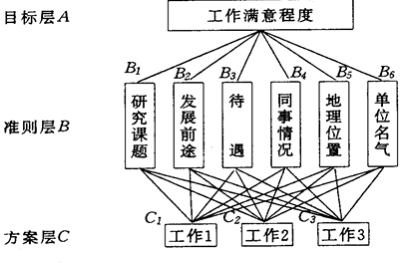 目标层A
工作满意程度
B1 B2 B3 B4 B5 B6
准则层B
研究课题
发展前途
待遇
同事情况
地理位置
单位名气
C1 C2 C3
方案层C
工作1
工作2
工作3